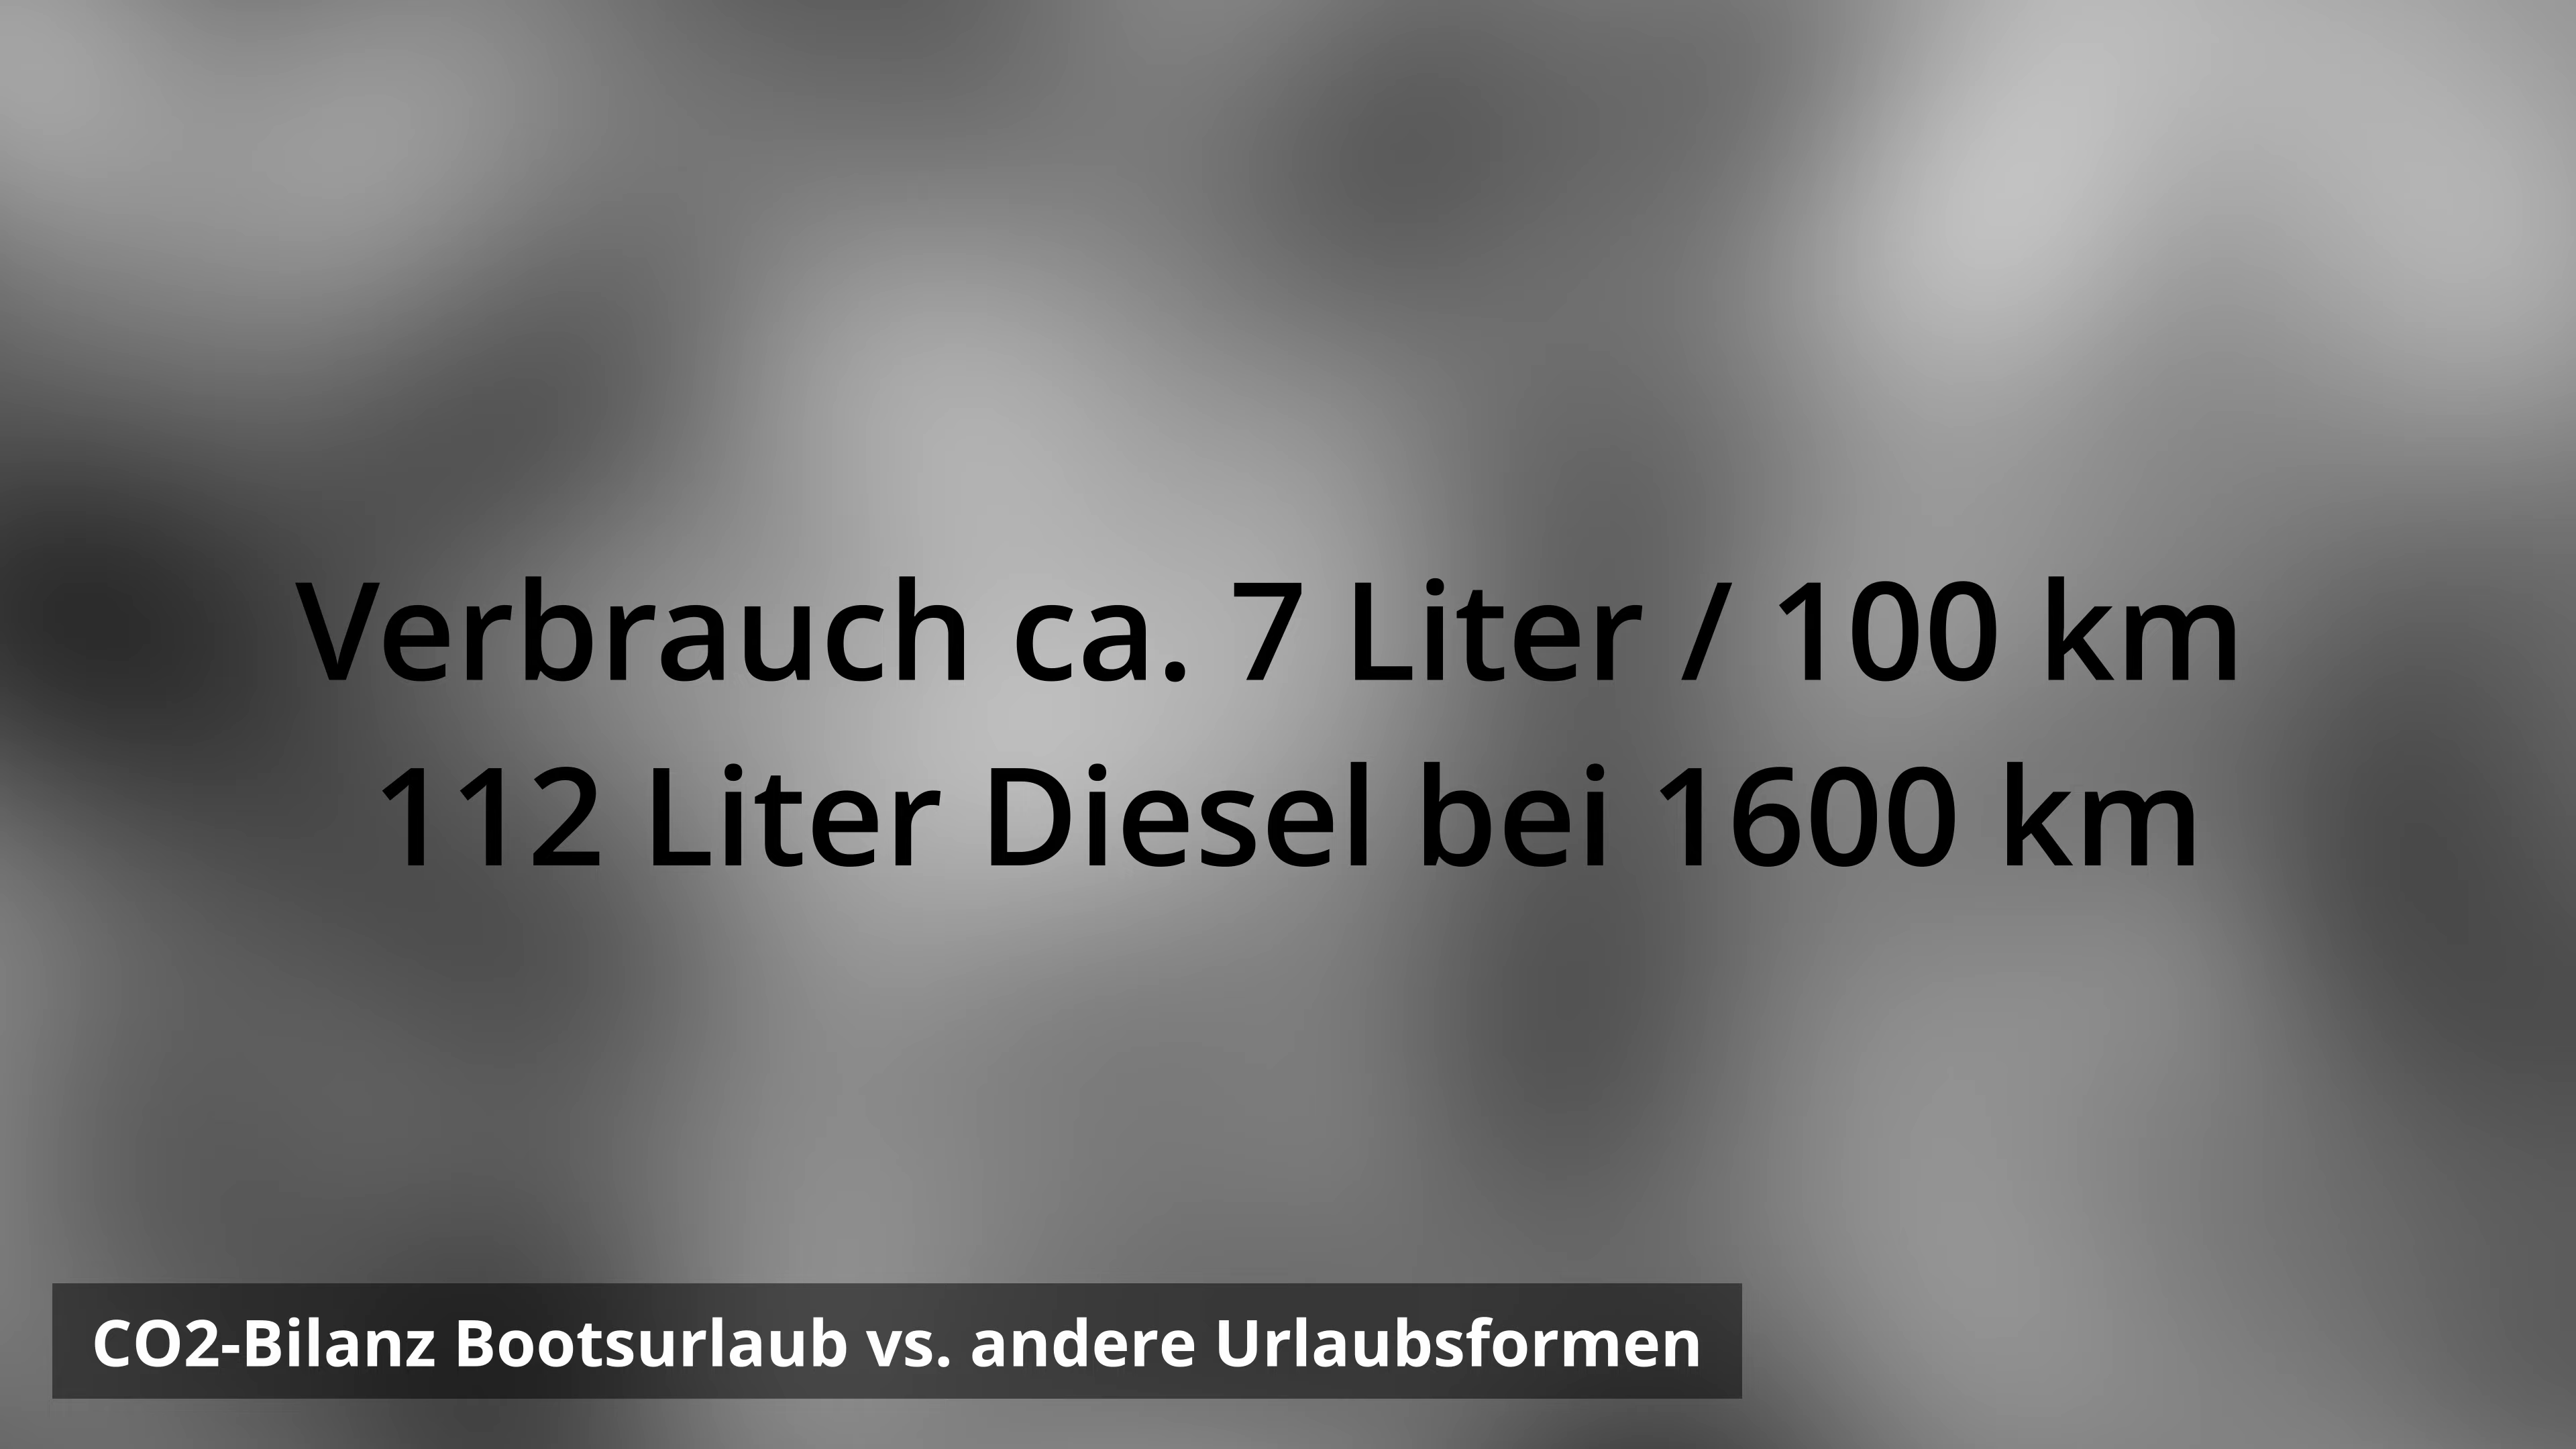 Verbrauch ca. 7 Liter / 100 km
112 Liter Diesel bei 1600 km
CO2-Bilanz Bootsurlaub vs. andere Urlaubsformen